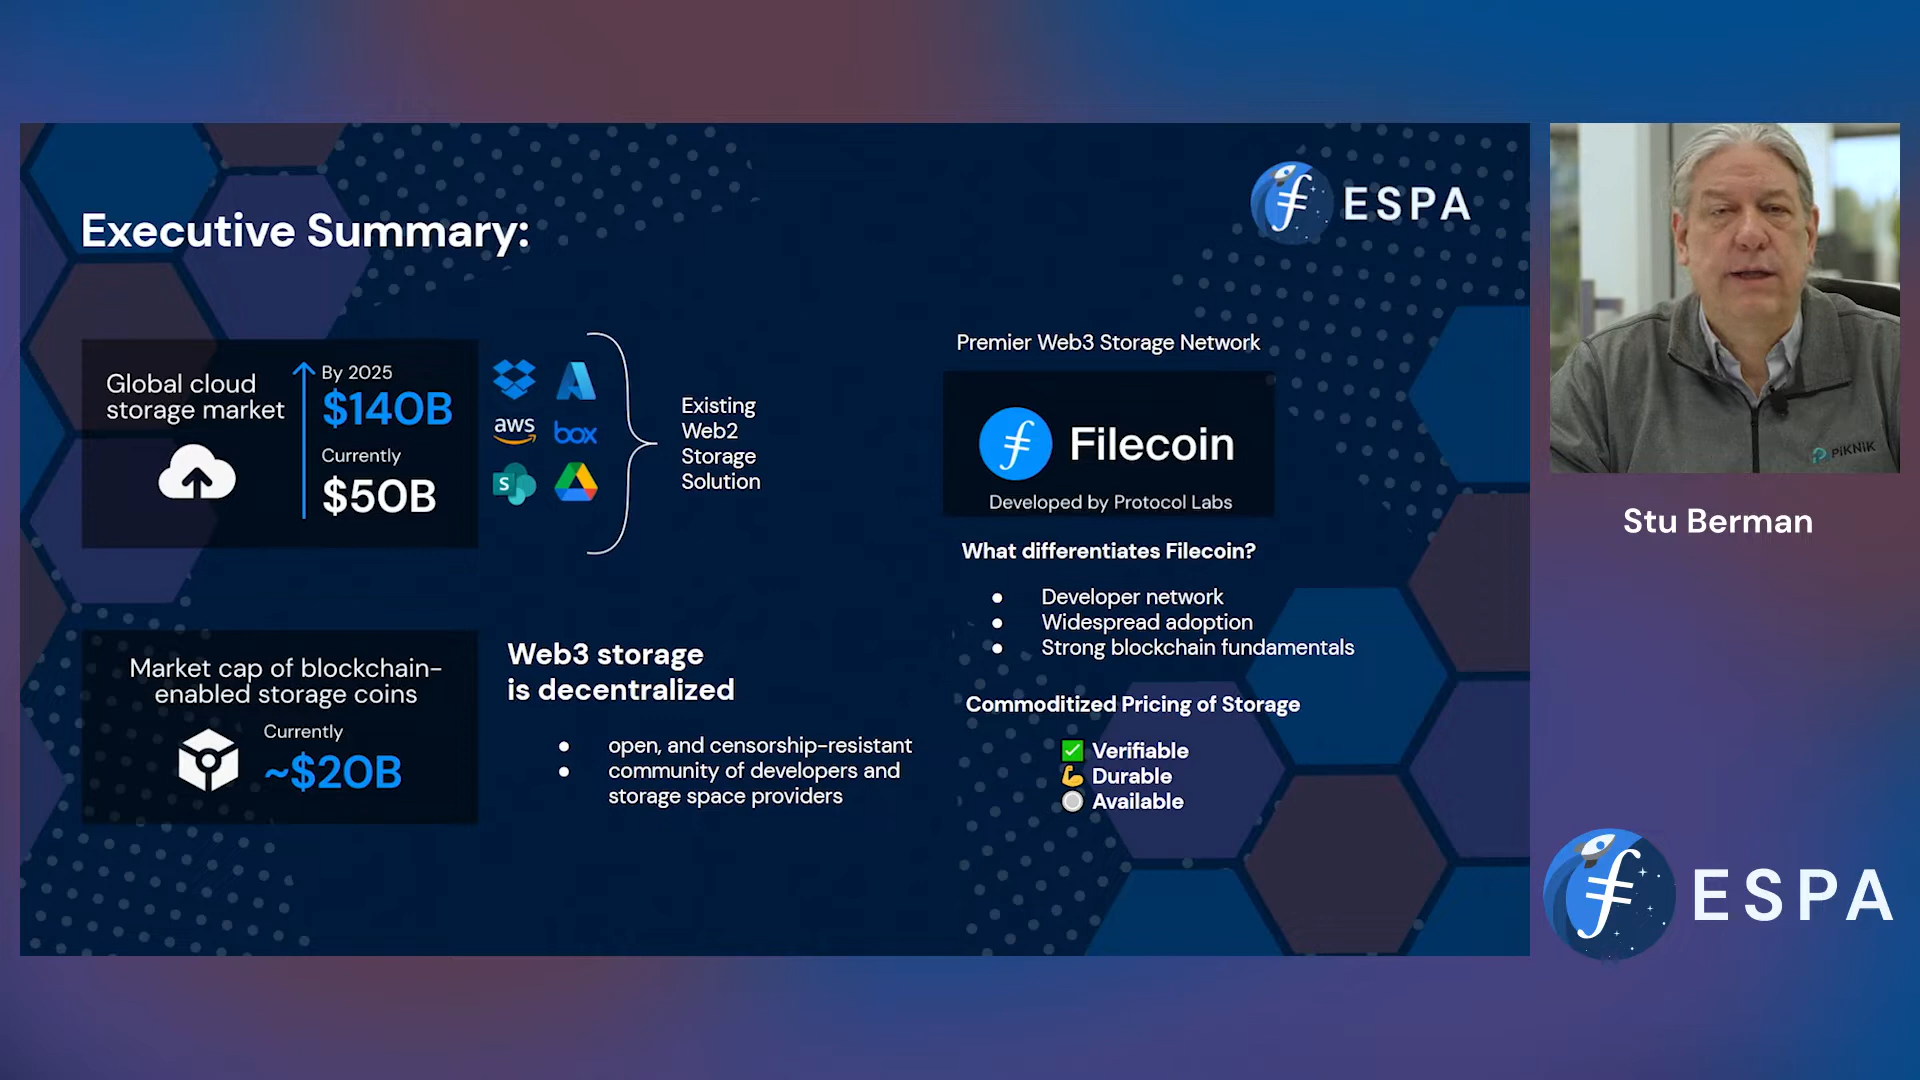 Executive Summary:
ESPA
Global cloud
storage market
By 2025
$140B
Currently
$50B
aws
box
S
Existing
Web2
Storage
Solution
Market cap of blockchain-
enabled storage coins
Currently
~$20B
Web3 storage
is decentralized
● open, and censorship-resistant
● community of developers and
storage space providers
Premier Web3 Storage Network
Filecoin
Developed by Protocol Labs
What differentiates Filecoin?
● Developer network
● Widespread adoption
● Strong blockchain fundamentals
Commoditized Pricing of Storage
✅ Verifiable
💪 Durable
⚪ Available
PiKNiK
Stu Berman
ESPA